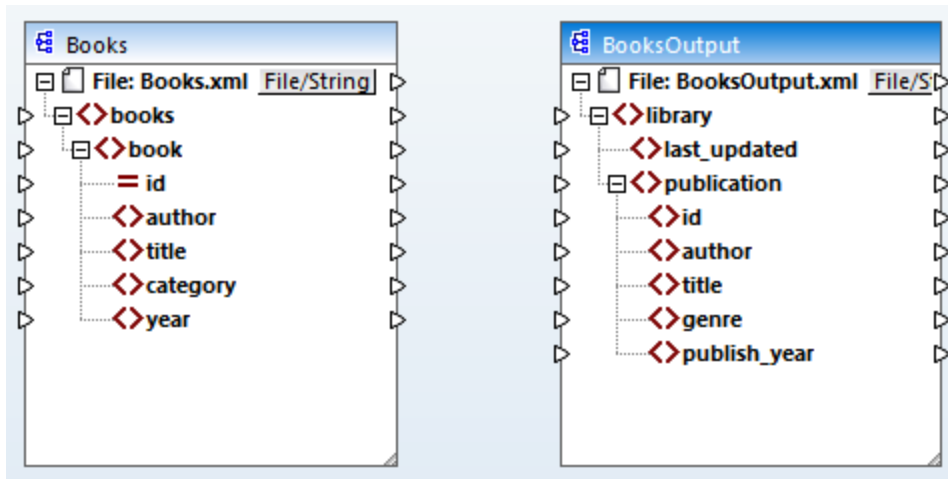 Books
File: Books.xml File/String
books
book
id
author
title
category
year
BooksOutput
File: BooksOutput.xml File/S
library
last_updated
publication
id
author
title
genre
publish_year